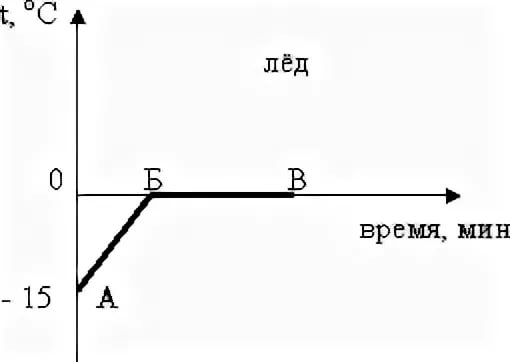 t, °C
лёд
0 Б В
время, мин
- 15 А